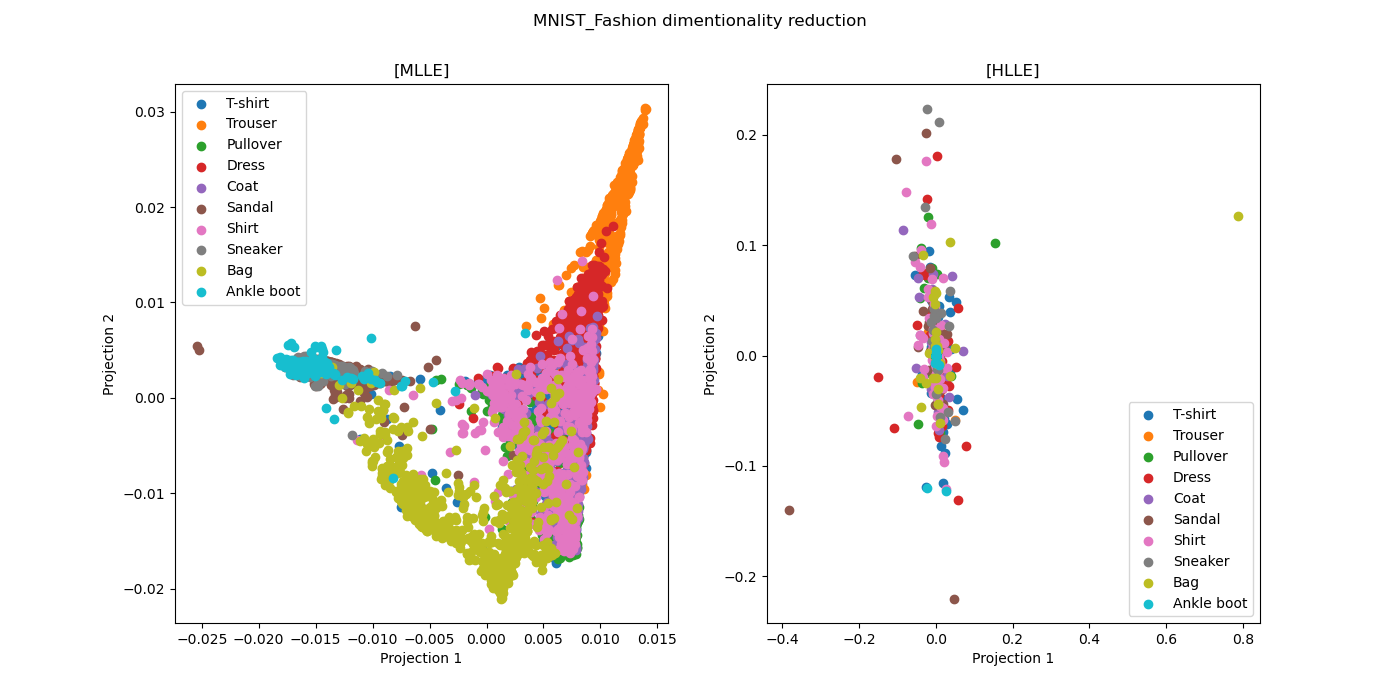 MNIST_Fashion dimentionality reduction
[MLLE]
T-shirt
Trouser
Pullover
Dress
Coat
Sandal
Shirt
Sneaker
Bag
Ankle boot
0.03
0.02
0.01
0.00
−0.01
−0.02
Projection 2
−0.025
−0.020
−0.015
−0.010
−0.005
0.000
0.005
0.010
0.015
Projection 1
[HLLE]
0.2
0.1
0.0
−0.1
−0.2
Projection 2
T-shirt
Trouser
Pullover
Dress
Coat
Sandal
Shirt
Sneaker
Bag
Ankle boot
−0.4
−0.2
0.0
0.2
0.4
0.6
0.8
Projection 1